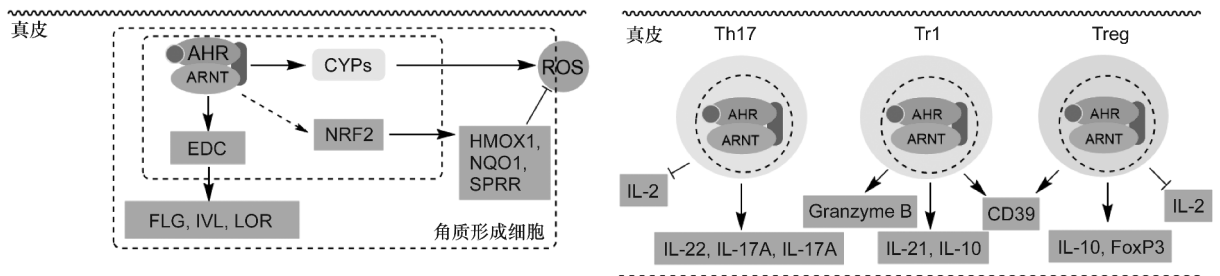 真皮
AHR
ARNT
CYPs
ROS
EDC
NRF2
HMOX1,
NQO1,
SPRR
FLG, IVL, LOR
角质形成细胞
真皮
Th17
Tr1
Treg
AHR
ARNT
AHR
ARNT
AHR
ARNT
IL-2
Granzyme B
CD39
IL-2
IL-22, IL-17A, IL-17A
IL-21, IL-10
IL-10, FoxP3